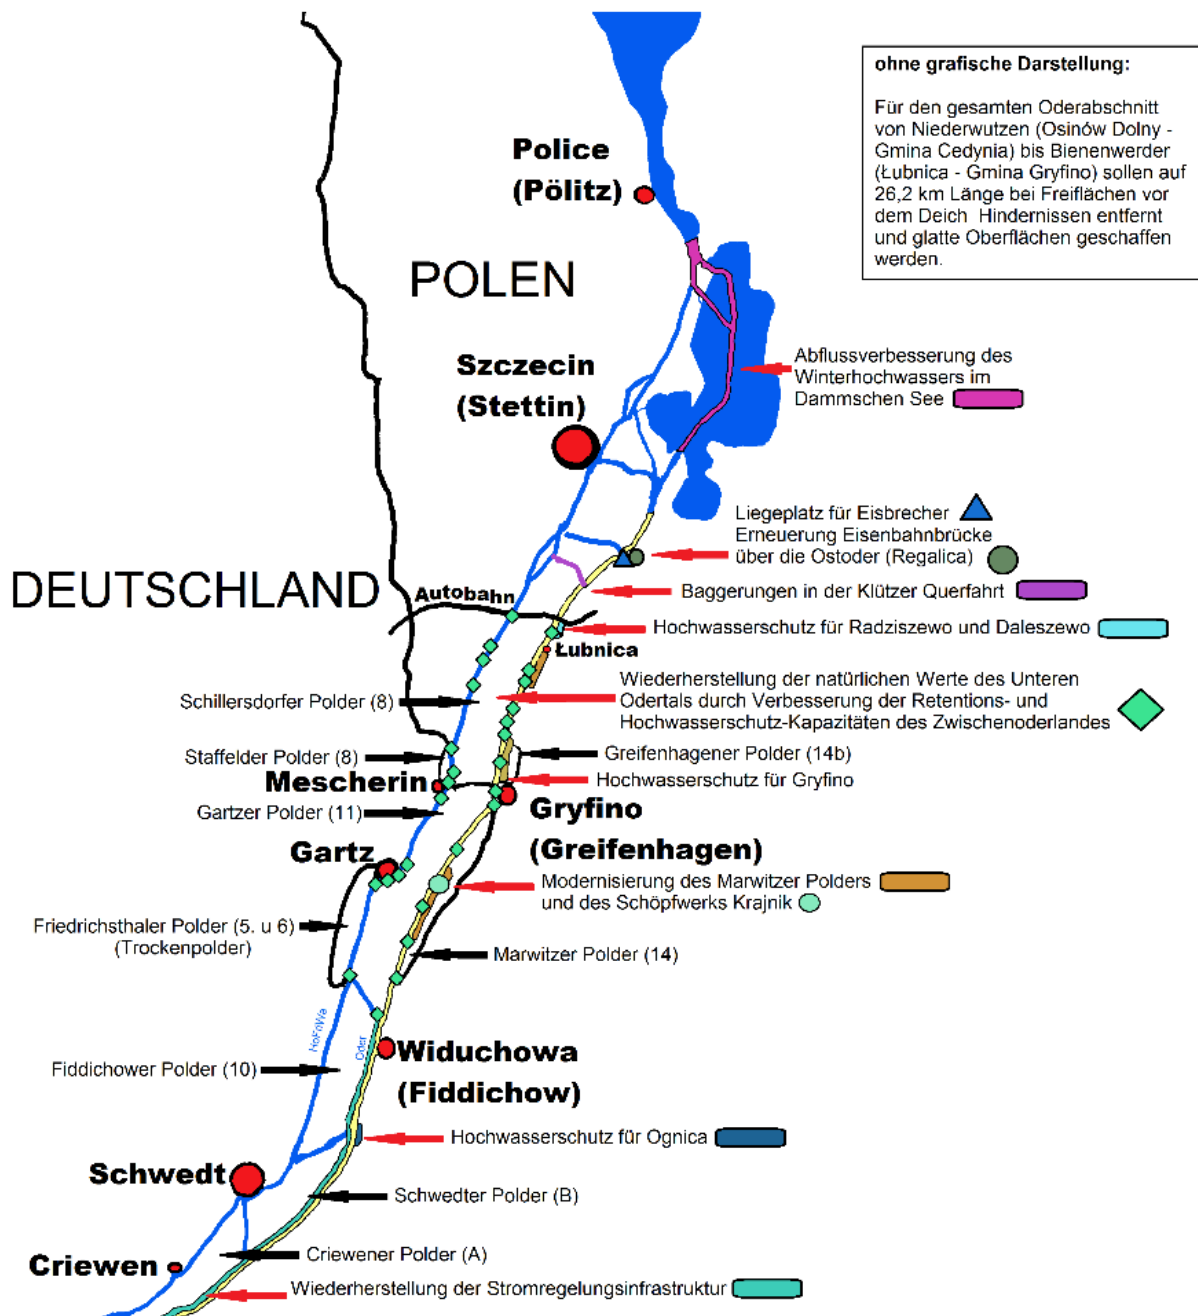 ohne grafische Darstellung:
Für den gesamten Oderabschnitt
von Niederwutzen (Osinów Dolny -
Gmina Cedynia) bis Bienenwerder
(Łubnica - Gmina Gryfino) sollen auf
26,2 km Länge bei Freiflächen vor
dem Deich Hindernissen entfernt
und glatte Oberflächen geschaffen
werden.
Police
(Pölitz)
POLEN
Szczecin
(Stettin)
Abflussverbesserung des
Winterhochwassers im
Dammschen See
Liegeplatz für Eisbrecher
Erneuerung Eisenbahnbrücke
über die Ostoder (Regalica)
DEUTSCHLAND
Autobahn
Baggerungen in der Klützer Querfahrt
Hochwasserschutz für Radziszewo und Daleszewo
Łubnica
Wiederherstellung der natürlichen Werte des Unteren
Odertals durch Verbesserung der Retentions- und
Hochwasserschutz-Kapazitäten des Zwischenoderlandes
Schillersdorfer Polder (8)
Staffelder Polder (8)
Greifenhagener Polder (14b)
Mescherin
Hochwasserschutz für Gryfino
Gartzer Polder (11)
Gryfino
(Greifenhagen)
Gartz
Modernisierung des Marwitzer Polders
und des Schöpfwerks Krajnik
Friedrichsthaler Polder (5. u 6)
(Trockenpolder)
Marwitzer Polder (14)
HoFriWa
Oder
Widuchowa
(Fiddichow)
Fiddichower Polder (10)
Hochwasserschutz für Ognica
Schwedt
Schwedter Polder (B)
Criewener Polder (A)
Criewen
Wiederherstellung der Stromregelungsinfrastruktur